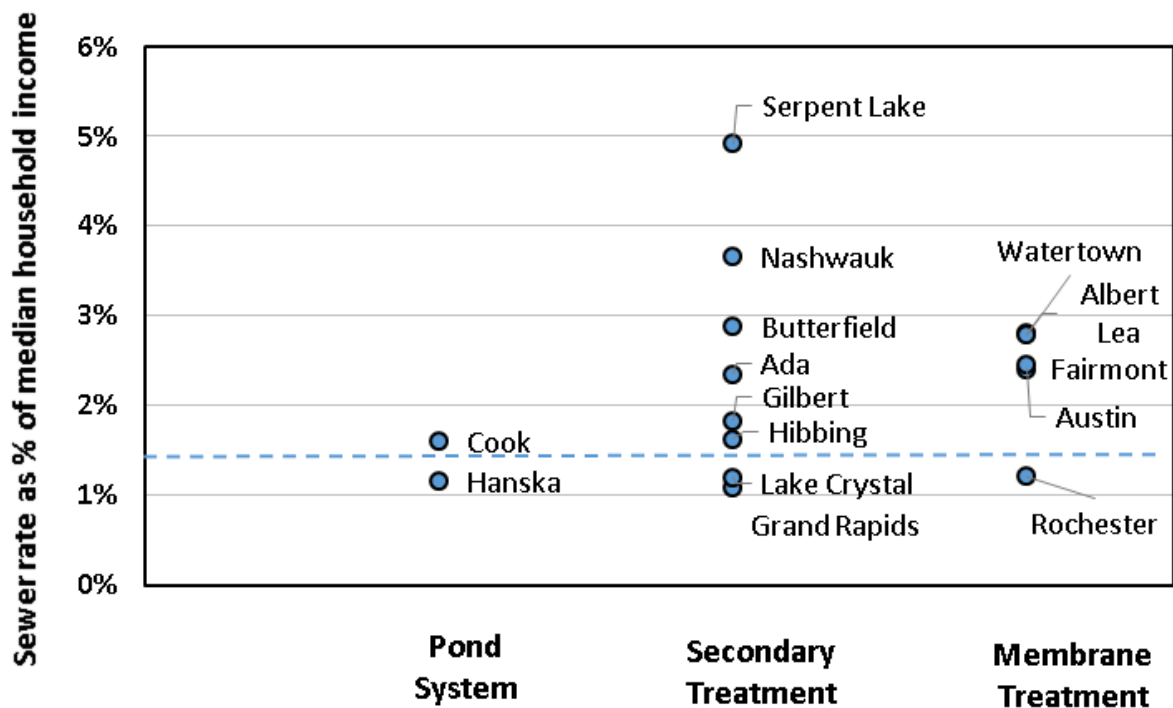 Sewer rate as % of median household income
6%
5%
4%
3%
2%
1%
0%
Serpent Lake
Nashwauk
Butterfield
Ada
Gilbert
Hibbing
Lake Crystal
Grand Rapids
Cook
Hanska
Watertown
Albert
Lea
Fairmont
Austin
Rochester
Pond
System
Secondary
Treatment
Membrane
Treatment